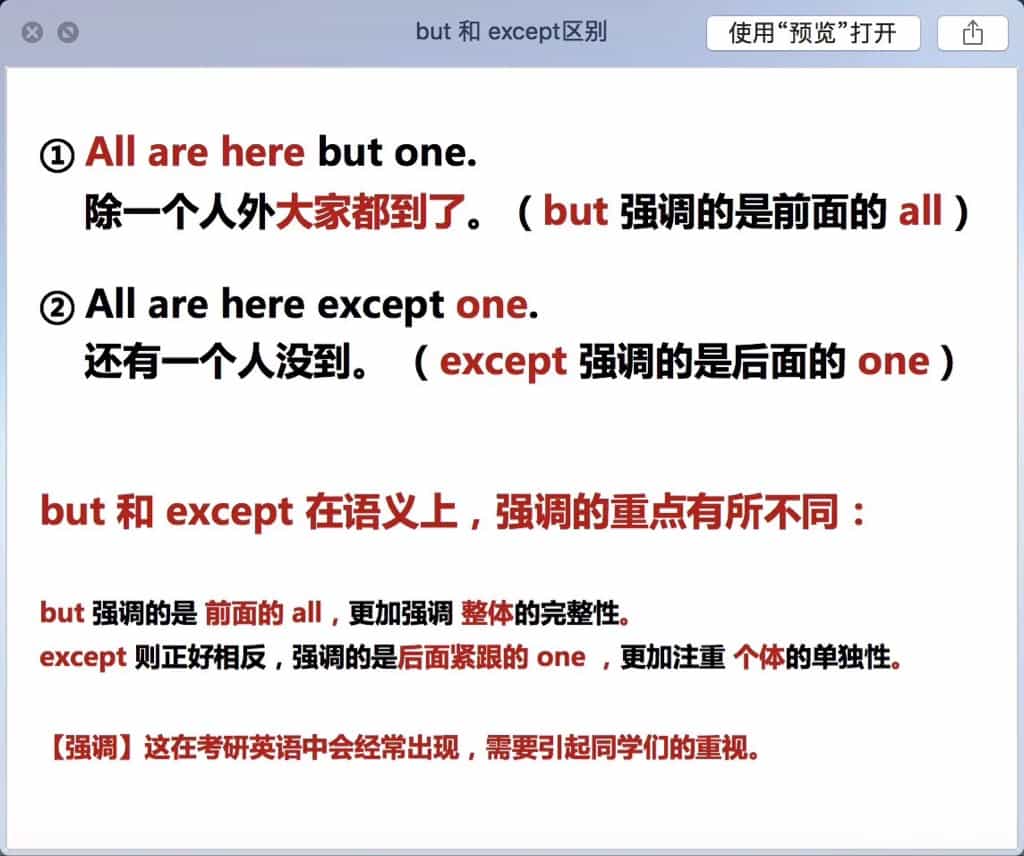 but 和 except区别
使用“预览”打开
① All are here but one.
除一个人外大家都到了。（ but 强调的是前面的 all ）
② All are here except one.
还有一个人没到。（ except 强调的是后面的 one ）
but 和 except 在语义上，强调的重点有所不同：
but 强调的是 前面的 all，更加强调 整体的完整性。
except 则正好相反，强调的是后面紧跟的 one ，更加注重 个体的单独性。
【强调】这在考研英语中会经常出现，需要引起同学们的重视。